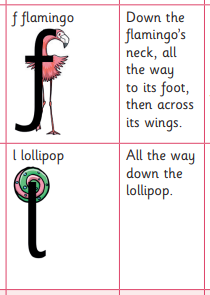 f flamingo
Down the
flamingo's
neck, all
the way
to its foot,
then across
its wings.
f
l lollipop
All the way
down the
lollipop.
l